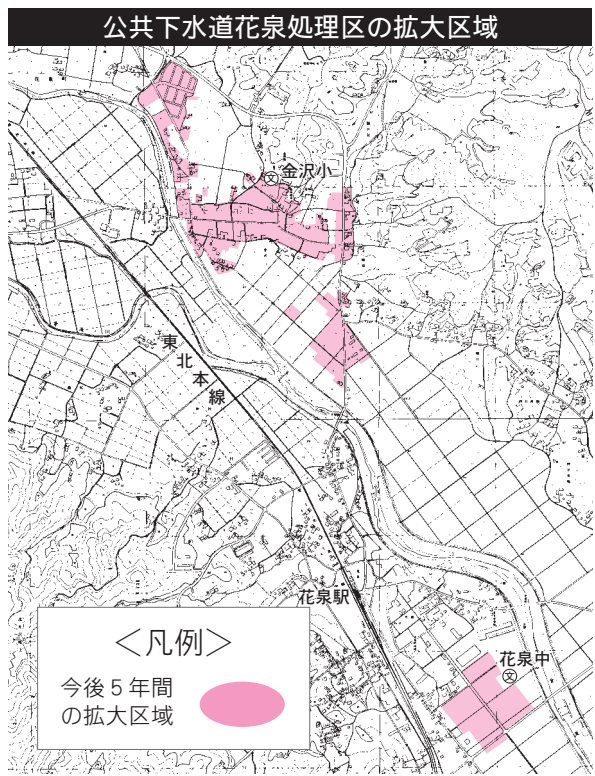 公共下水道花泉処理区の拡大区域
金沢小
文
東北本線
花泉駅
花泉中
文
＜凡例＞
今後５年間
の拡大区域